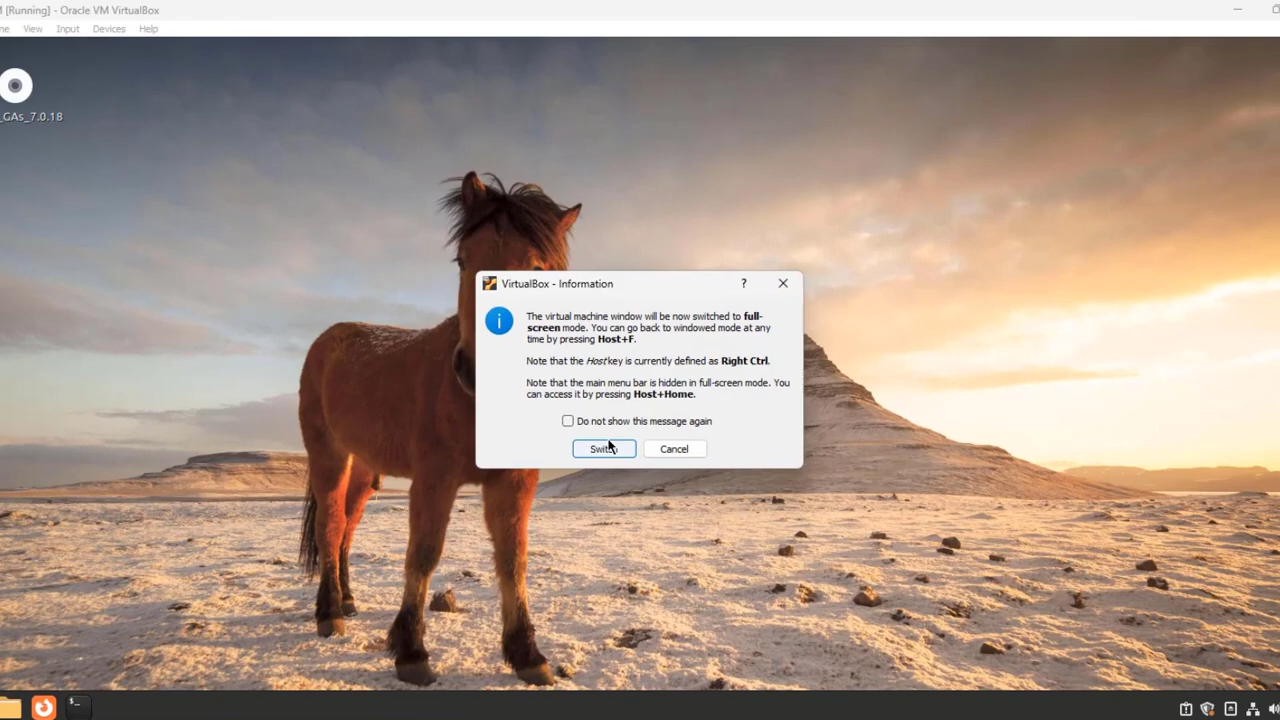 [Running] - Oracle VM VirtualBox
View Input Devices Help
_GAs_7.0.18
VirtualBox - Information
?
The virtual machine window will be now switched to full-
screen mode. You can go back to windowed mode at any
time by pressing Host+F.
Note that the Host key is currently defined as Right Ctrl.
Note that the main menu bar is hidden in full-screen mode. You
can access it by pressing Host+Home.
Do not show this message again
Switch Cancel